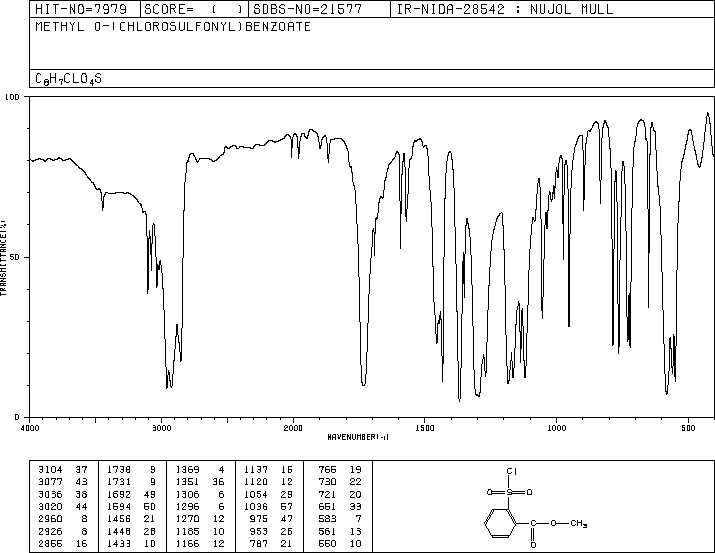 HIT-NO=7979 SCORE= ( ) SDBS-NO=21577 IR-NIDA-28542 : NUJOL MULL
METHYL O-(CHLOROSULFONYL)BENZOATE
C8H7CLO4S
100
50
0
TRANSMITTANCE(%)
4000 3000 2000 1500 1000 500
WAVENUMBER(-1)
3104 37 1738 9 1369 4 1137 16 766 19
3077 43 1731 9 1351 36 1120 12 730 22
3036 38 1692 49 1306 6 1054 29 721 20
3020 44 1594 50 1296 6 1036 57 651 33
2960 8 1456 21 1270 12 975 47 583 7
2926 8 1448 28 1185 10 953 26 561 13
2855 16 1433 10 1166 12 787 21 550 10
Cl
O=S=O
C-O-CH3
O